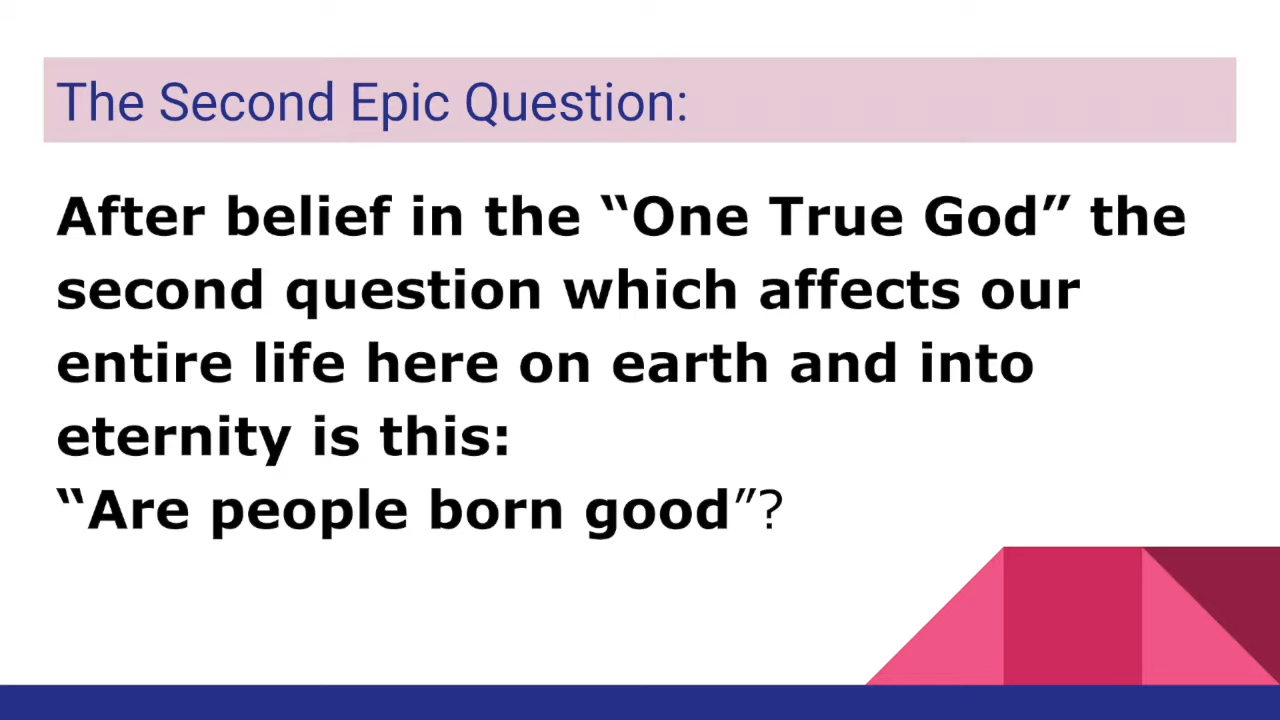 The Second Epic Question:
After belief in the “One True God” the
second question which affects our
entire life here on earth and into
eternity is this:
“Are people born good”?